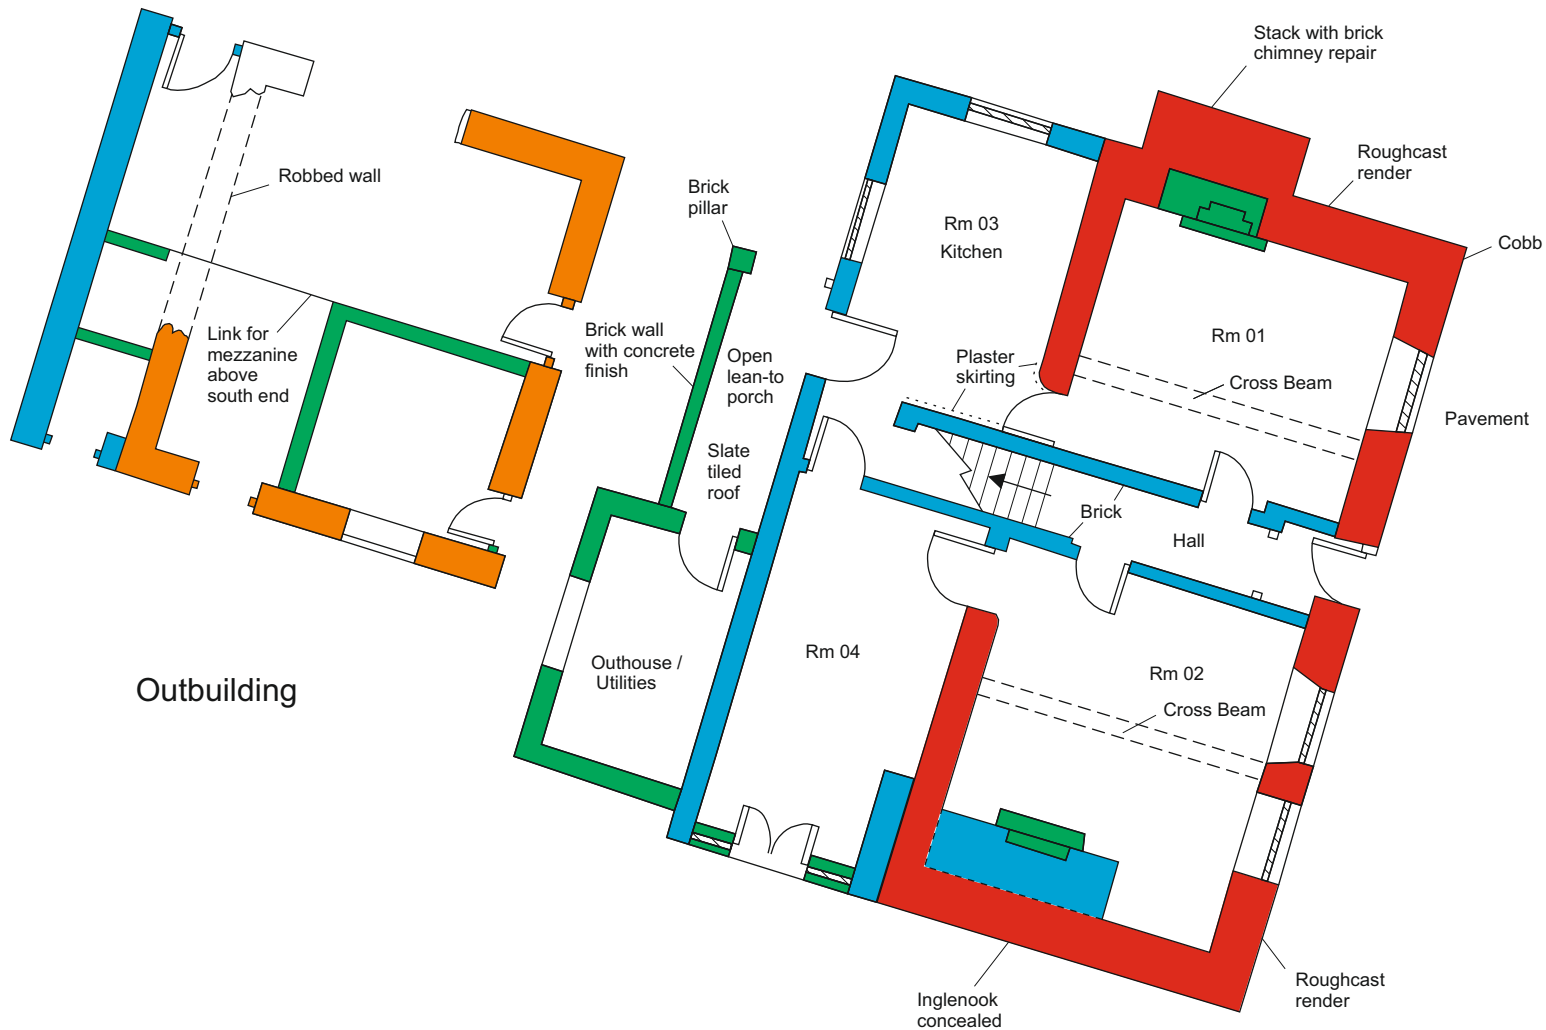 Stack with brick
chimney repair
Roughcast
render
Robbed wall
Brick
pillar
Rm 03
Kitchen
Cobb
Link for
mezzanine
above
south end
Brick wall
with concrete
finish
Open
lean-to
porch
Plaster
skirting
Rm 01
Cross Beam
Pavement
Slate
tiled
roof
Brick
Hall
Outbuilding
Outhouse /
Utilities
Rm 04
Rm 02
Cross Beam
Inglenook
concealed
Roughcast
render